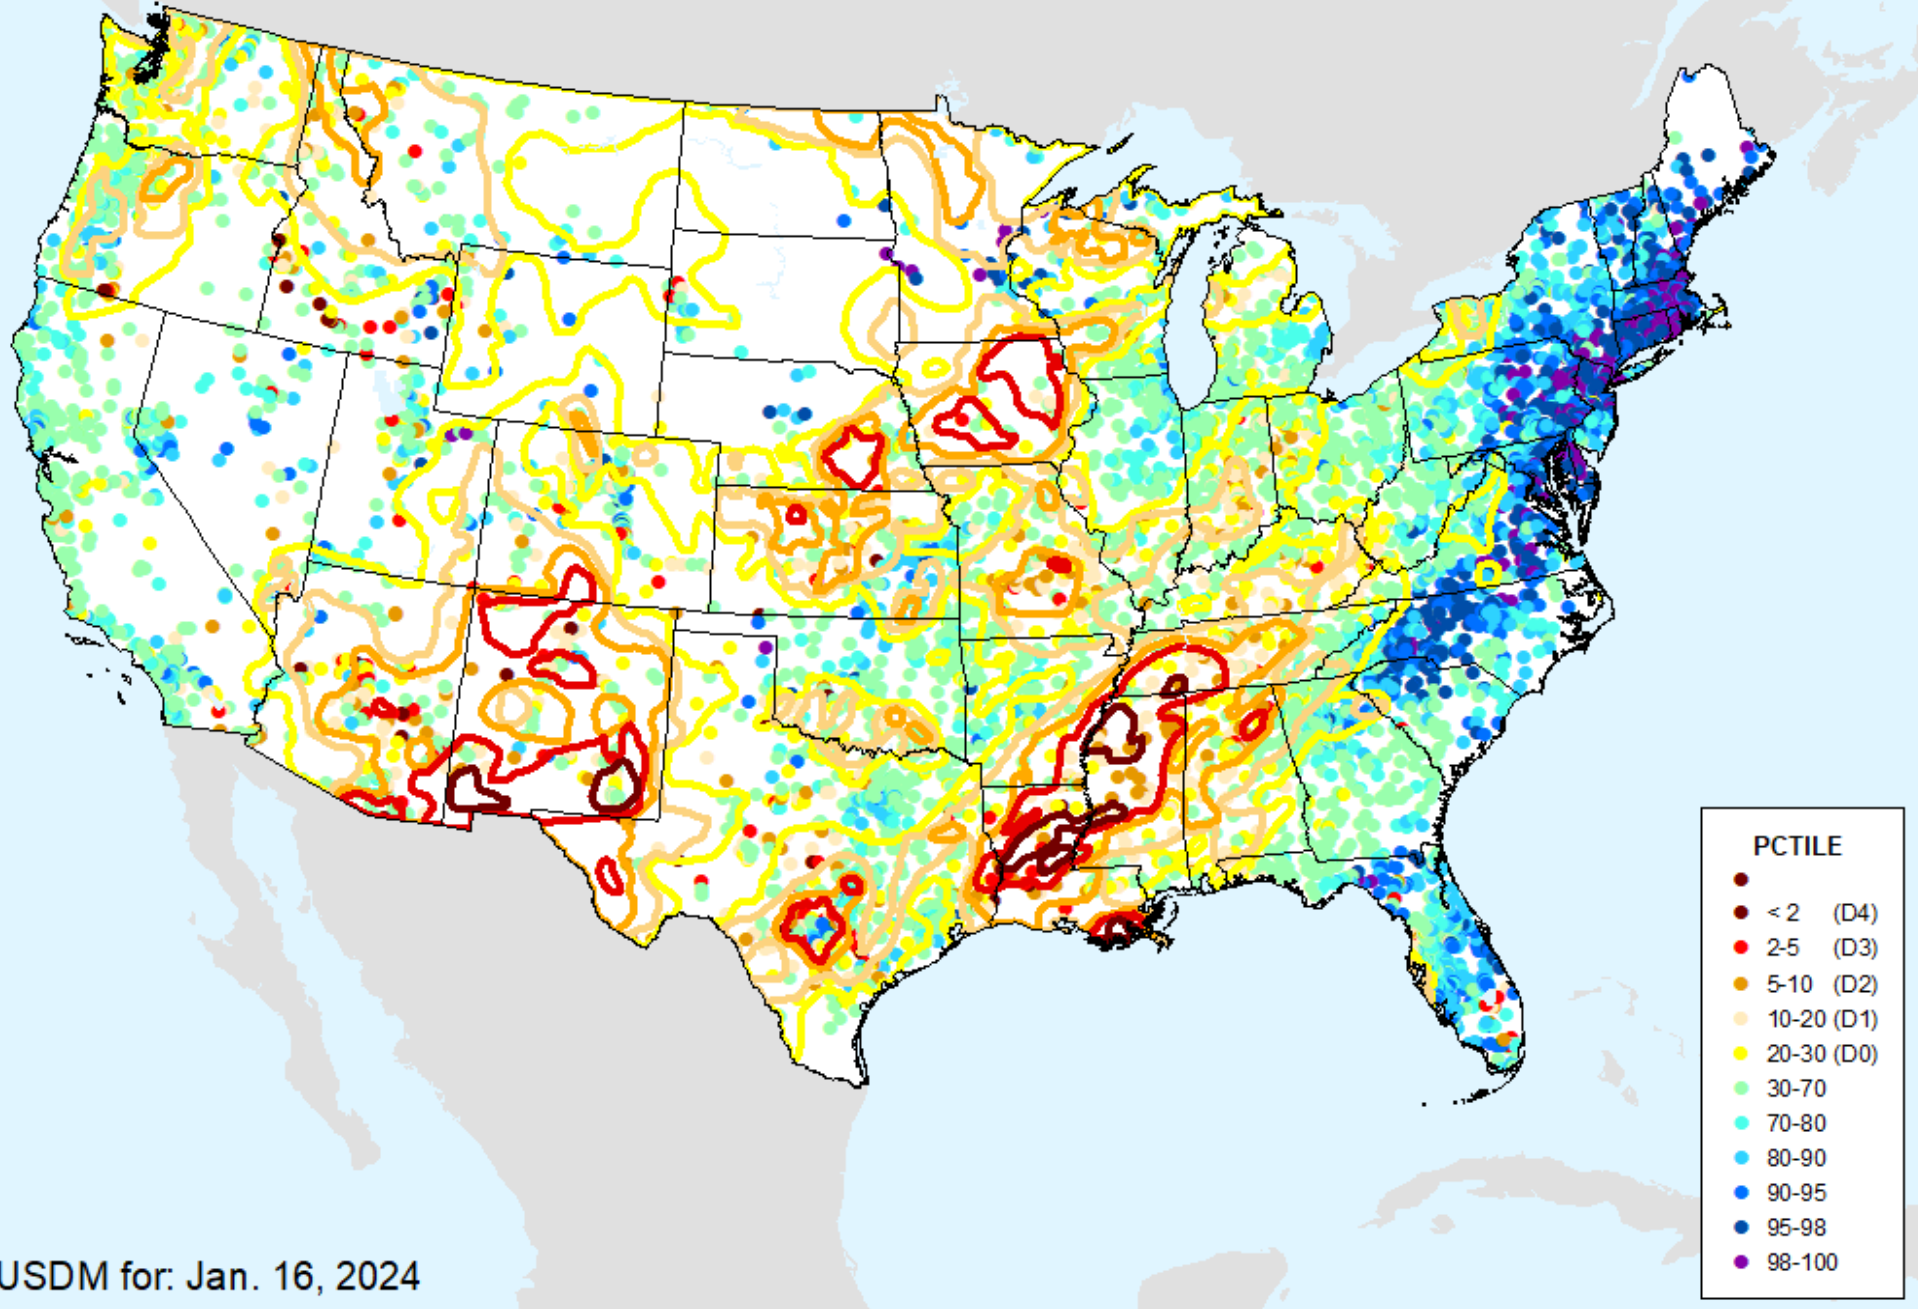 PCTILE
< 2 (D4)
2-5 (D3)
5-10 (D2)
10-20 (D1)
20-30 (D0)
30-70
70-80
80-90
90-95
95-98
98-100
USDM for: Jan. 16, 2024